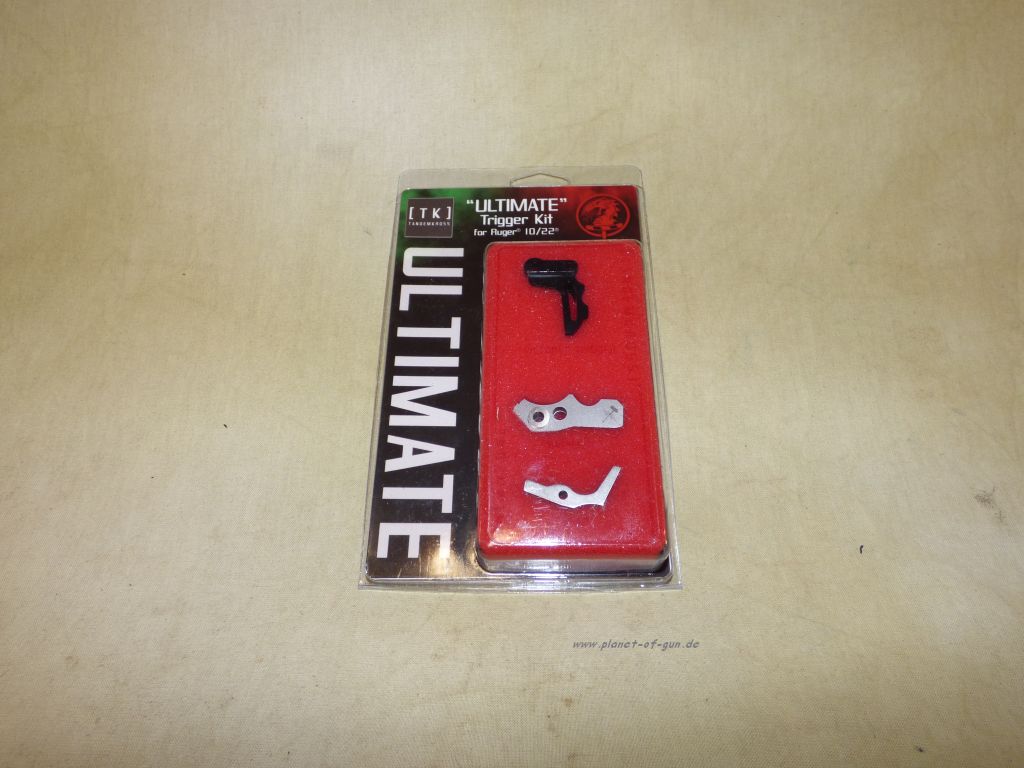 [TK]
TANDEMKROSS
"ULTIMATE"
Trigger Kit
for Ruger® 10/22®
ULTIMATE
www.planet-of-gun.de